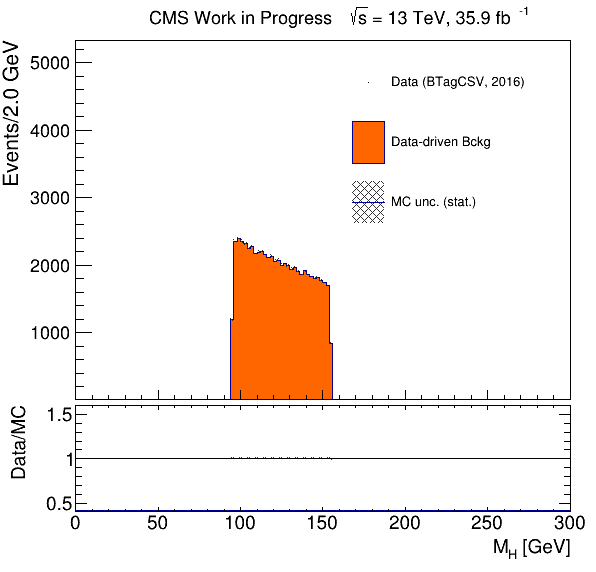 CMS Work in Progress √s = 13 TeV, 35.9 fb -1
Events/2.0 GeV
5000
4000
3000
2000
1000
Data (BTagCSV, 2016)
Data-driven Bckg
MC unc. (stat.)
Data/MC
1.5
1
0.5
0 50 100 150 200 250 300
M_H [GeV]